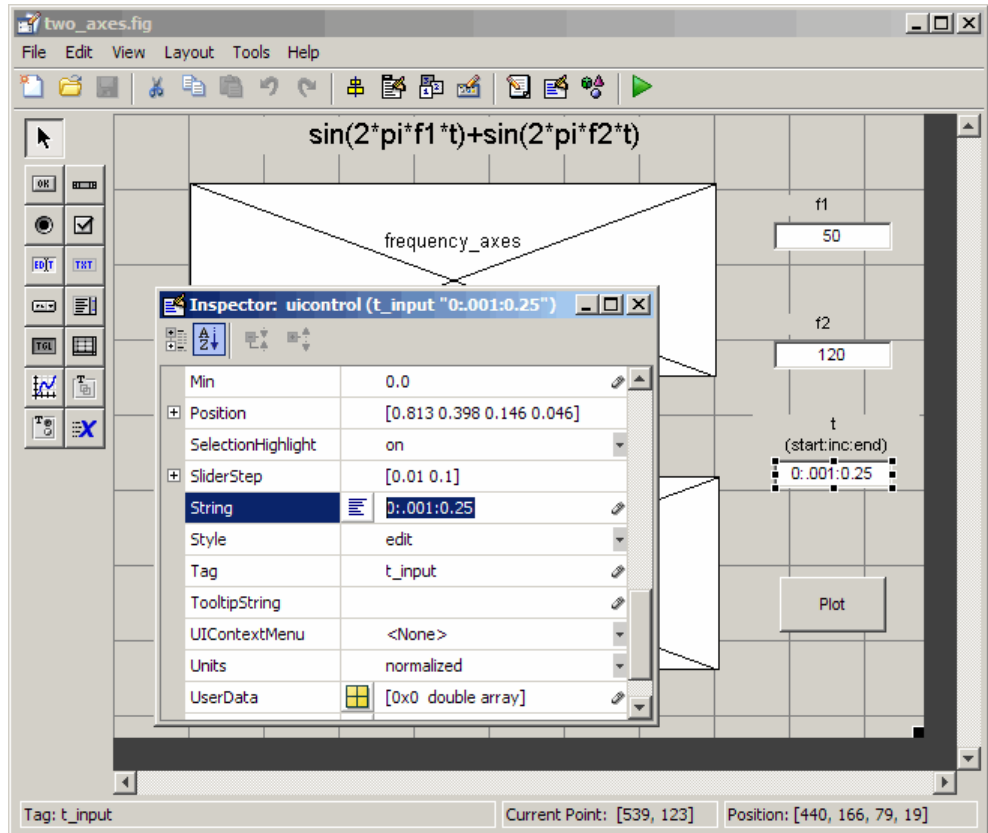 two_axes.fig
File Edit View Layout Tools Help
sin(2*pi*f1*t)+sin(2*pi*f2*t)
OK
EDIT TXT
TGL
frequency_axes
f1
50
f2
120
t
(start:inc:end)
0:.001:0.25
Plot
Inspector: uicontrol (t_input "0:.001:0.25")
Min 0.0
Position [0.813 0.398 0.146 0.046]
SelectionHighlight on
SliderStep [0.01 0.1]
String 0:.001:0.25
Style edit
Tag t_input
TooltipString
UIContextMenu <None>
Units normalized
UserData [0x0 double array]
Tag: t_input Current Point: [539, 123] Position: [440, 166, 79, 19]